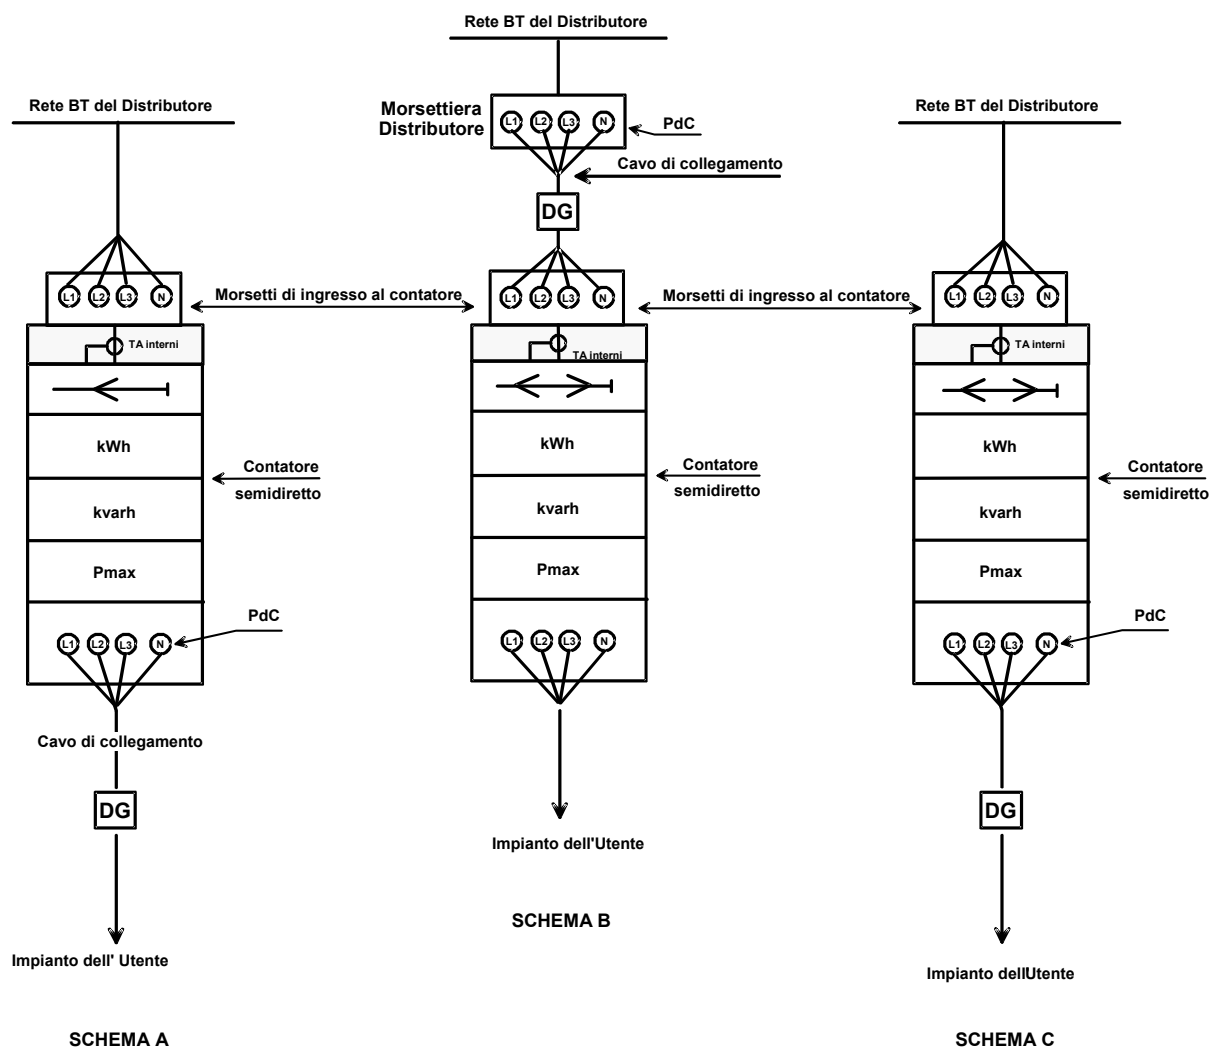 Rete BT del Distributore
Rete BT del Distributore
Morsettiera
Distributore
L1 L2 L3 N
PdC
Rete BT del Distributore
Cavo di collegamento
DG
L1 L2 L3 N
Morsetti di ingresso al contatore
L1 L2 L3 N
Morsetti di ingresso al contatore
L1 L2 L3 N
TA interni
TA interni
TA interni
kWh
Contatore
semidiretto
kWh
Contatore
semidiretto
kWh
Contatore
semidiretto
kvarh
kvarh
kvarh
Pmax
Pmax
Pmax
PdC
L1 L2 L3 N
L1 L2 L3 N
PdC
L1 L2 L3 N
Cavo di collegamento
DG
DG
Impianto dell'Utente
SCHEMA B
Impianto dell' Utente
Impianto dellUtente
SCHEMA A
SCHEMA C